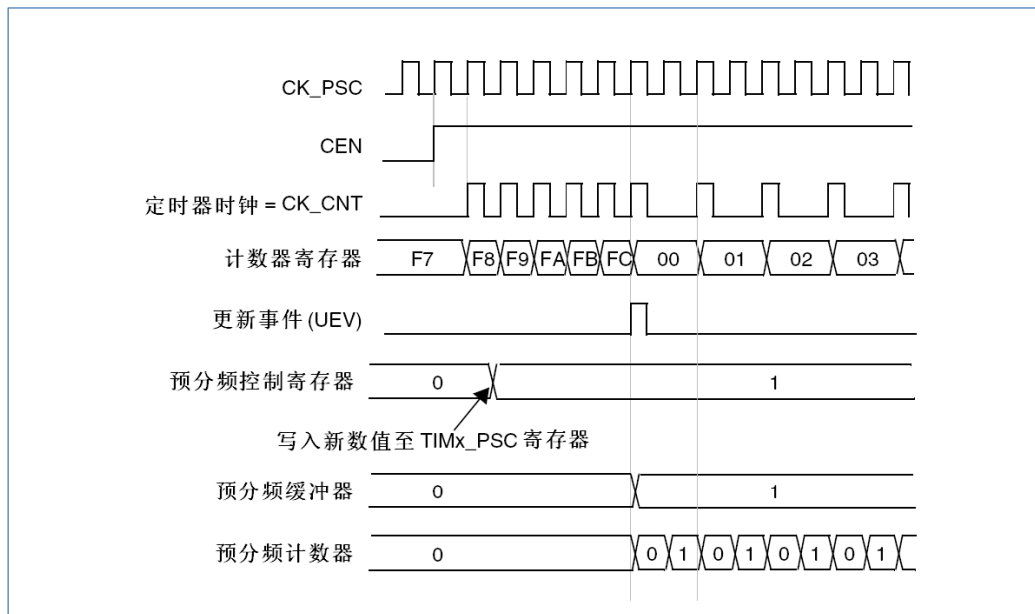 CK_PSC
CEN
定时器时钟 = CK_CNT
计数器寄存器 F7 F8 F9 FA FB FC 00 01 02 03
更新事件 (UEV)
预分频控制寄存器 0 1
写入新数值至 TIMx_PSC 寄存器
预分频缓冲器 0 1
预分频计数器 0 0 1 0 1 0 1 0 1